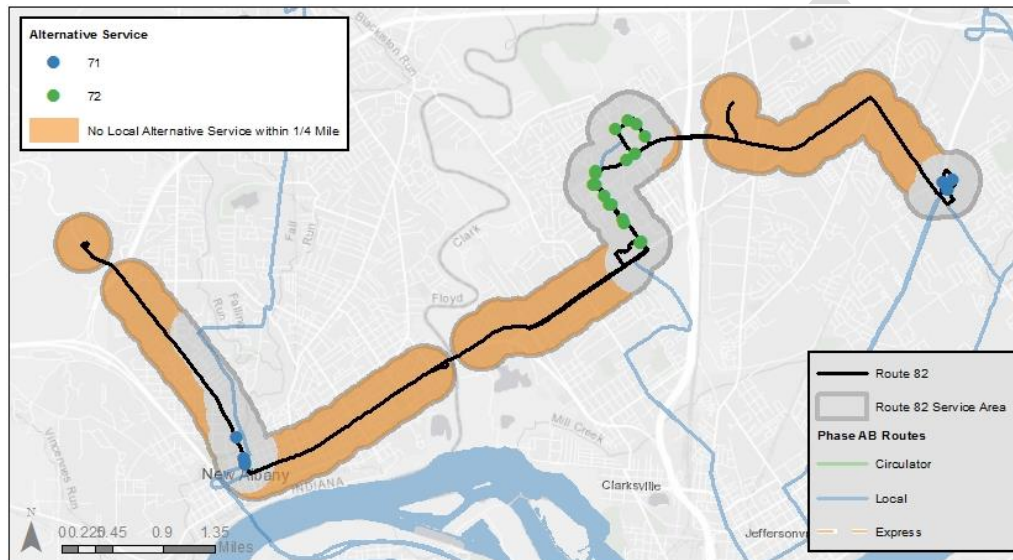 Alternative Service
71
72
No Local Alternative Service within 1/4 Mile
Blackiston Run
Fall Run
Falling Run
Clark
Floyd
Vincennes Run
New Albany
INDIANA
Mill Creek
Clarksville
Jeffersonv
N
0 0.225 0.45 0.9 1.35
Miles
Route 82
Route 82 Service Area
Phase AB Routes
Circulator
Local
Express